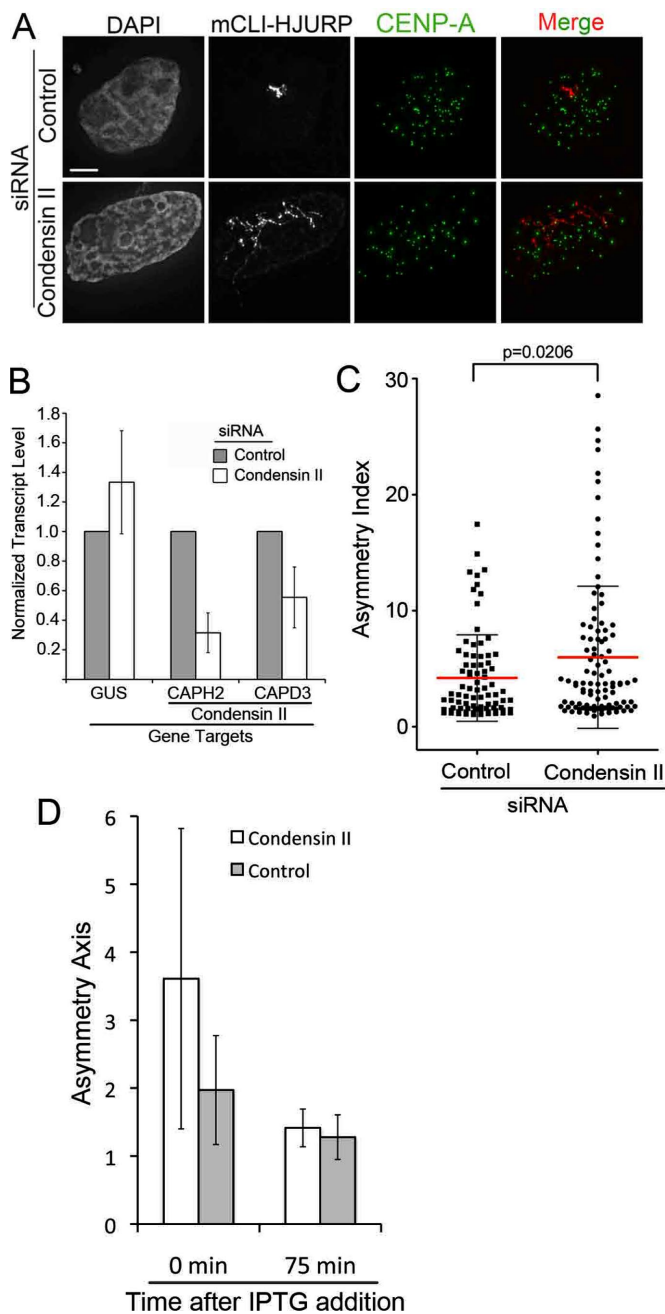 A
DAPI
mCLI-HJURP
CENP-A
Merge
siRNA
Control
Condensin II
B
Normalized Transcript Level
1.8
1.6
1.4
1.2
1.0
0.8
0.6
0.4
0.2
siRNA
Control
Condensin II
GUS
CAPH2
CAPD3
Condensin II
Gene Targets
C
p=0.0206
Asymmetry Index
30
20
10
0
Control
Condensin II
siRNA
D
Asymmetry Axis
6
5
4
3
2
1
0
Condensin II
Control
0 min
75 min
Time after IPTG addition